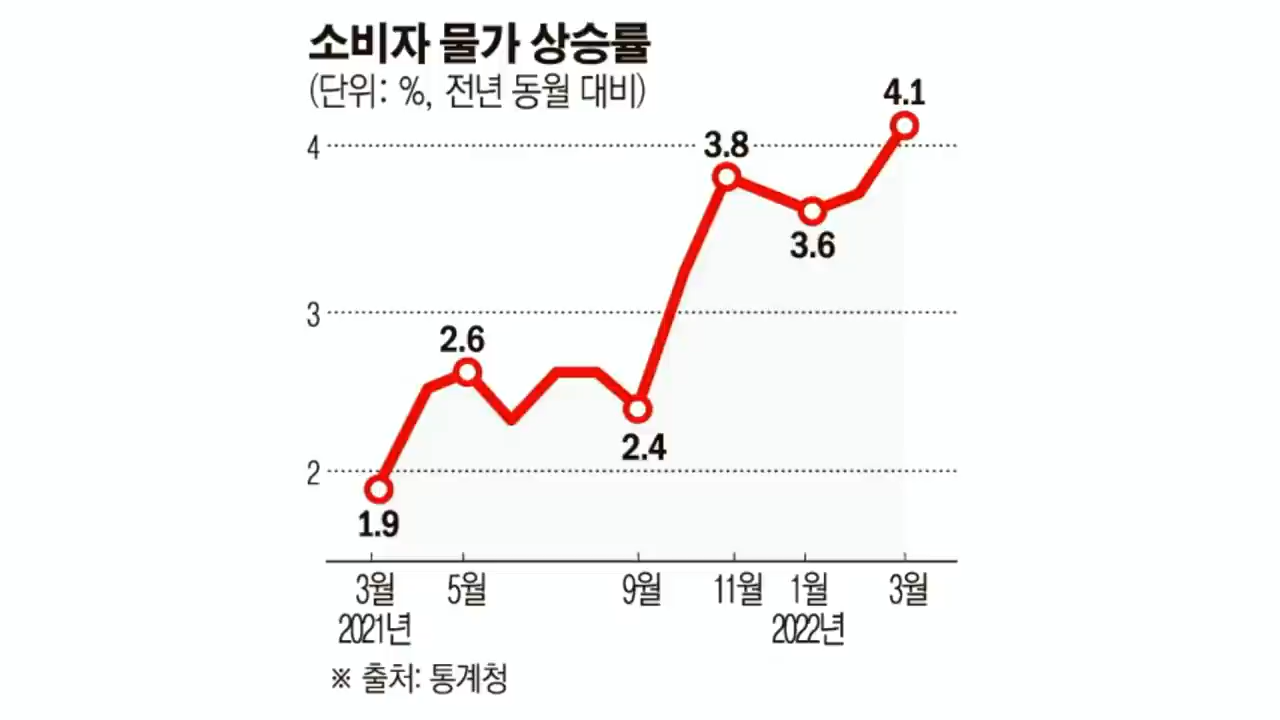 소비자 물가 상승률
(단위: %, 전년 동월 대비)
4.1
4
3.8
3.6
3
2.6
2.4
2
1.9
3월 5월 9월 11월 1월 3월
2021년 2022년
※ 출처: 통계청